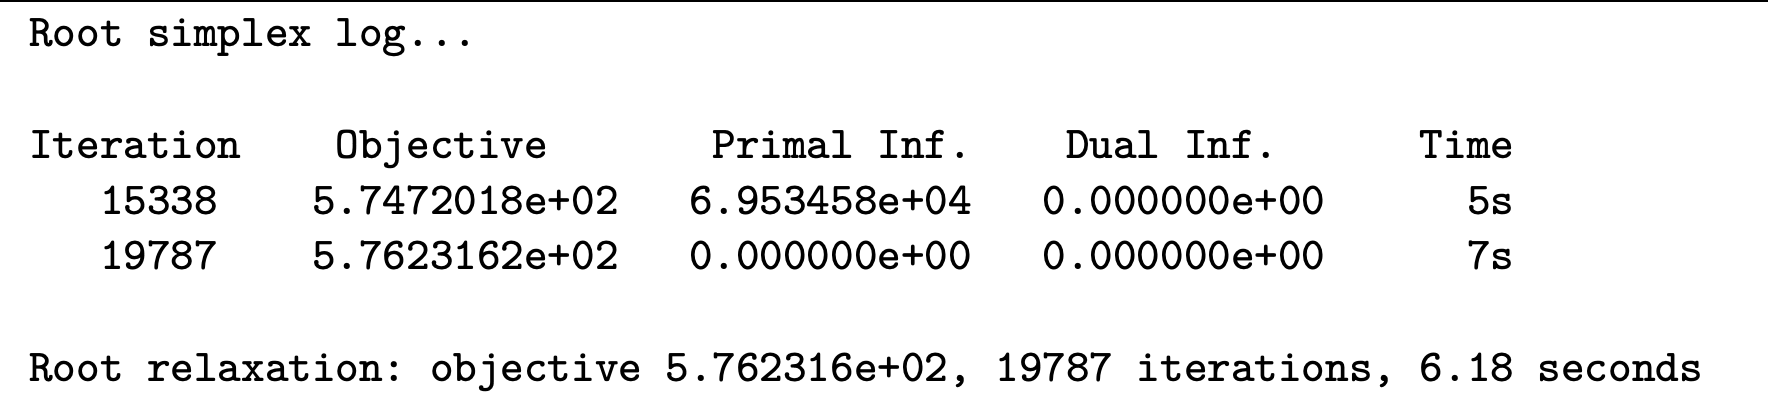 Root simplex log...
Iteration    Objective       Primal Inf.    Dual Inf.      Time
   15338    5.7472018e+02   6.953458e+04   0.000000e+00      5s
   19787    5.7623162e+02   0.000000e+00   0.000000e+00      7s
Root relaxation: objective 5.762316e+02, 19787 iterations, 6.18 seconds